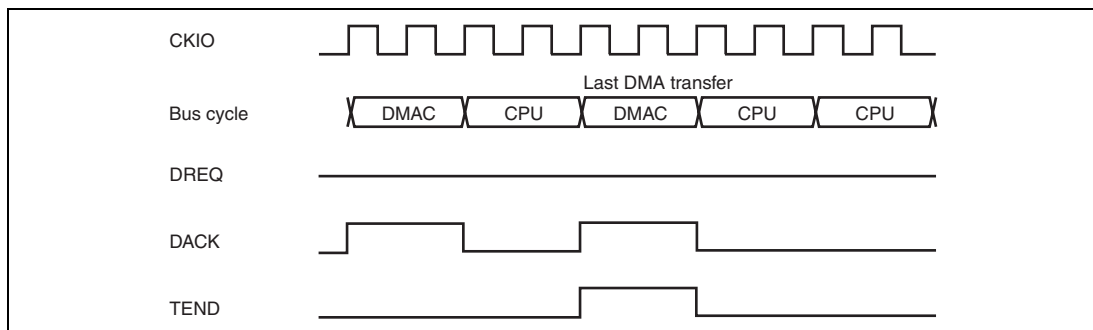 CKIO
Last DMA transfer
Bus cycle DMAC CPU DMAC CPU CPU
DREQ
DACK
TEND